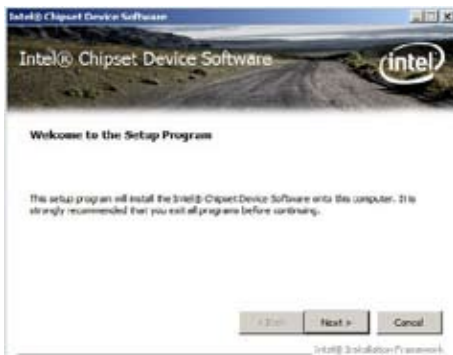 Intel® Chipset Device Software
Intel® Chipset Device Software
intel
Welcome to the Setup Program
This setup program will install the Intel® Chipset Device Software onto this computer. It is
strongly recommended that you exit all programs before continuing.
< Back
Next >
Cancel
Intel® Installation Framework